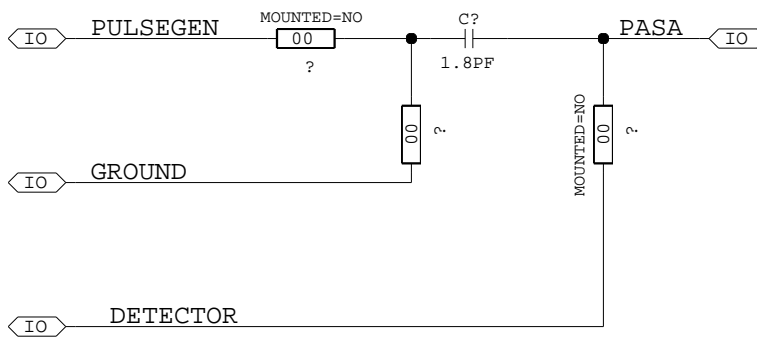 MOUNTED=NO
C?
IO
PULSEGEN
00
PASA
IO
?
1.8PF
00
?
MOUNTED=NO
00
?
IO
GROUND
IO
DETECTOR